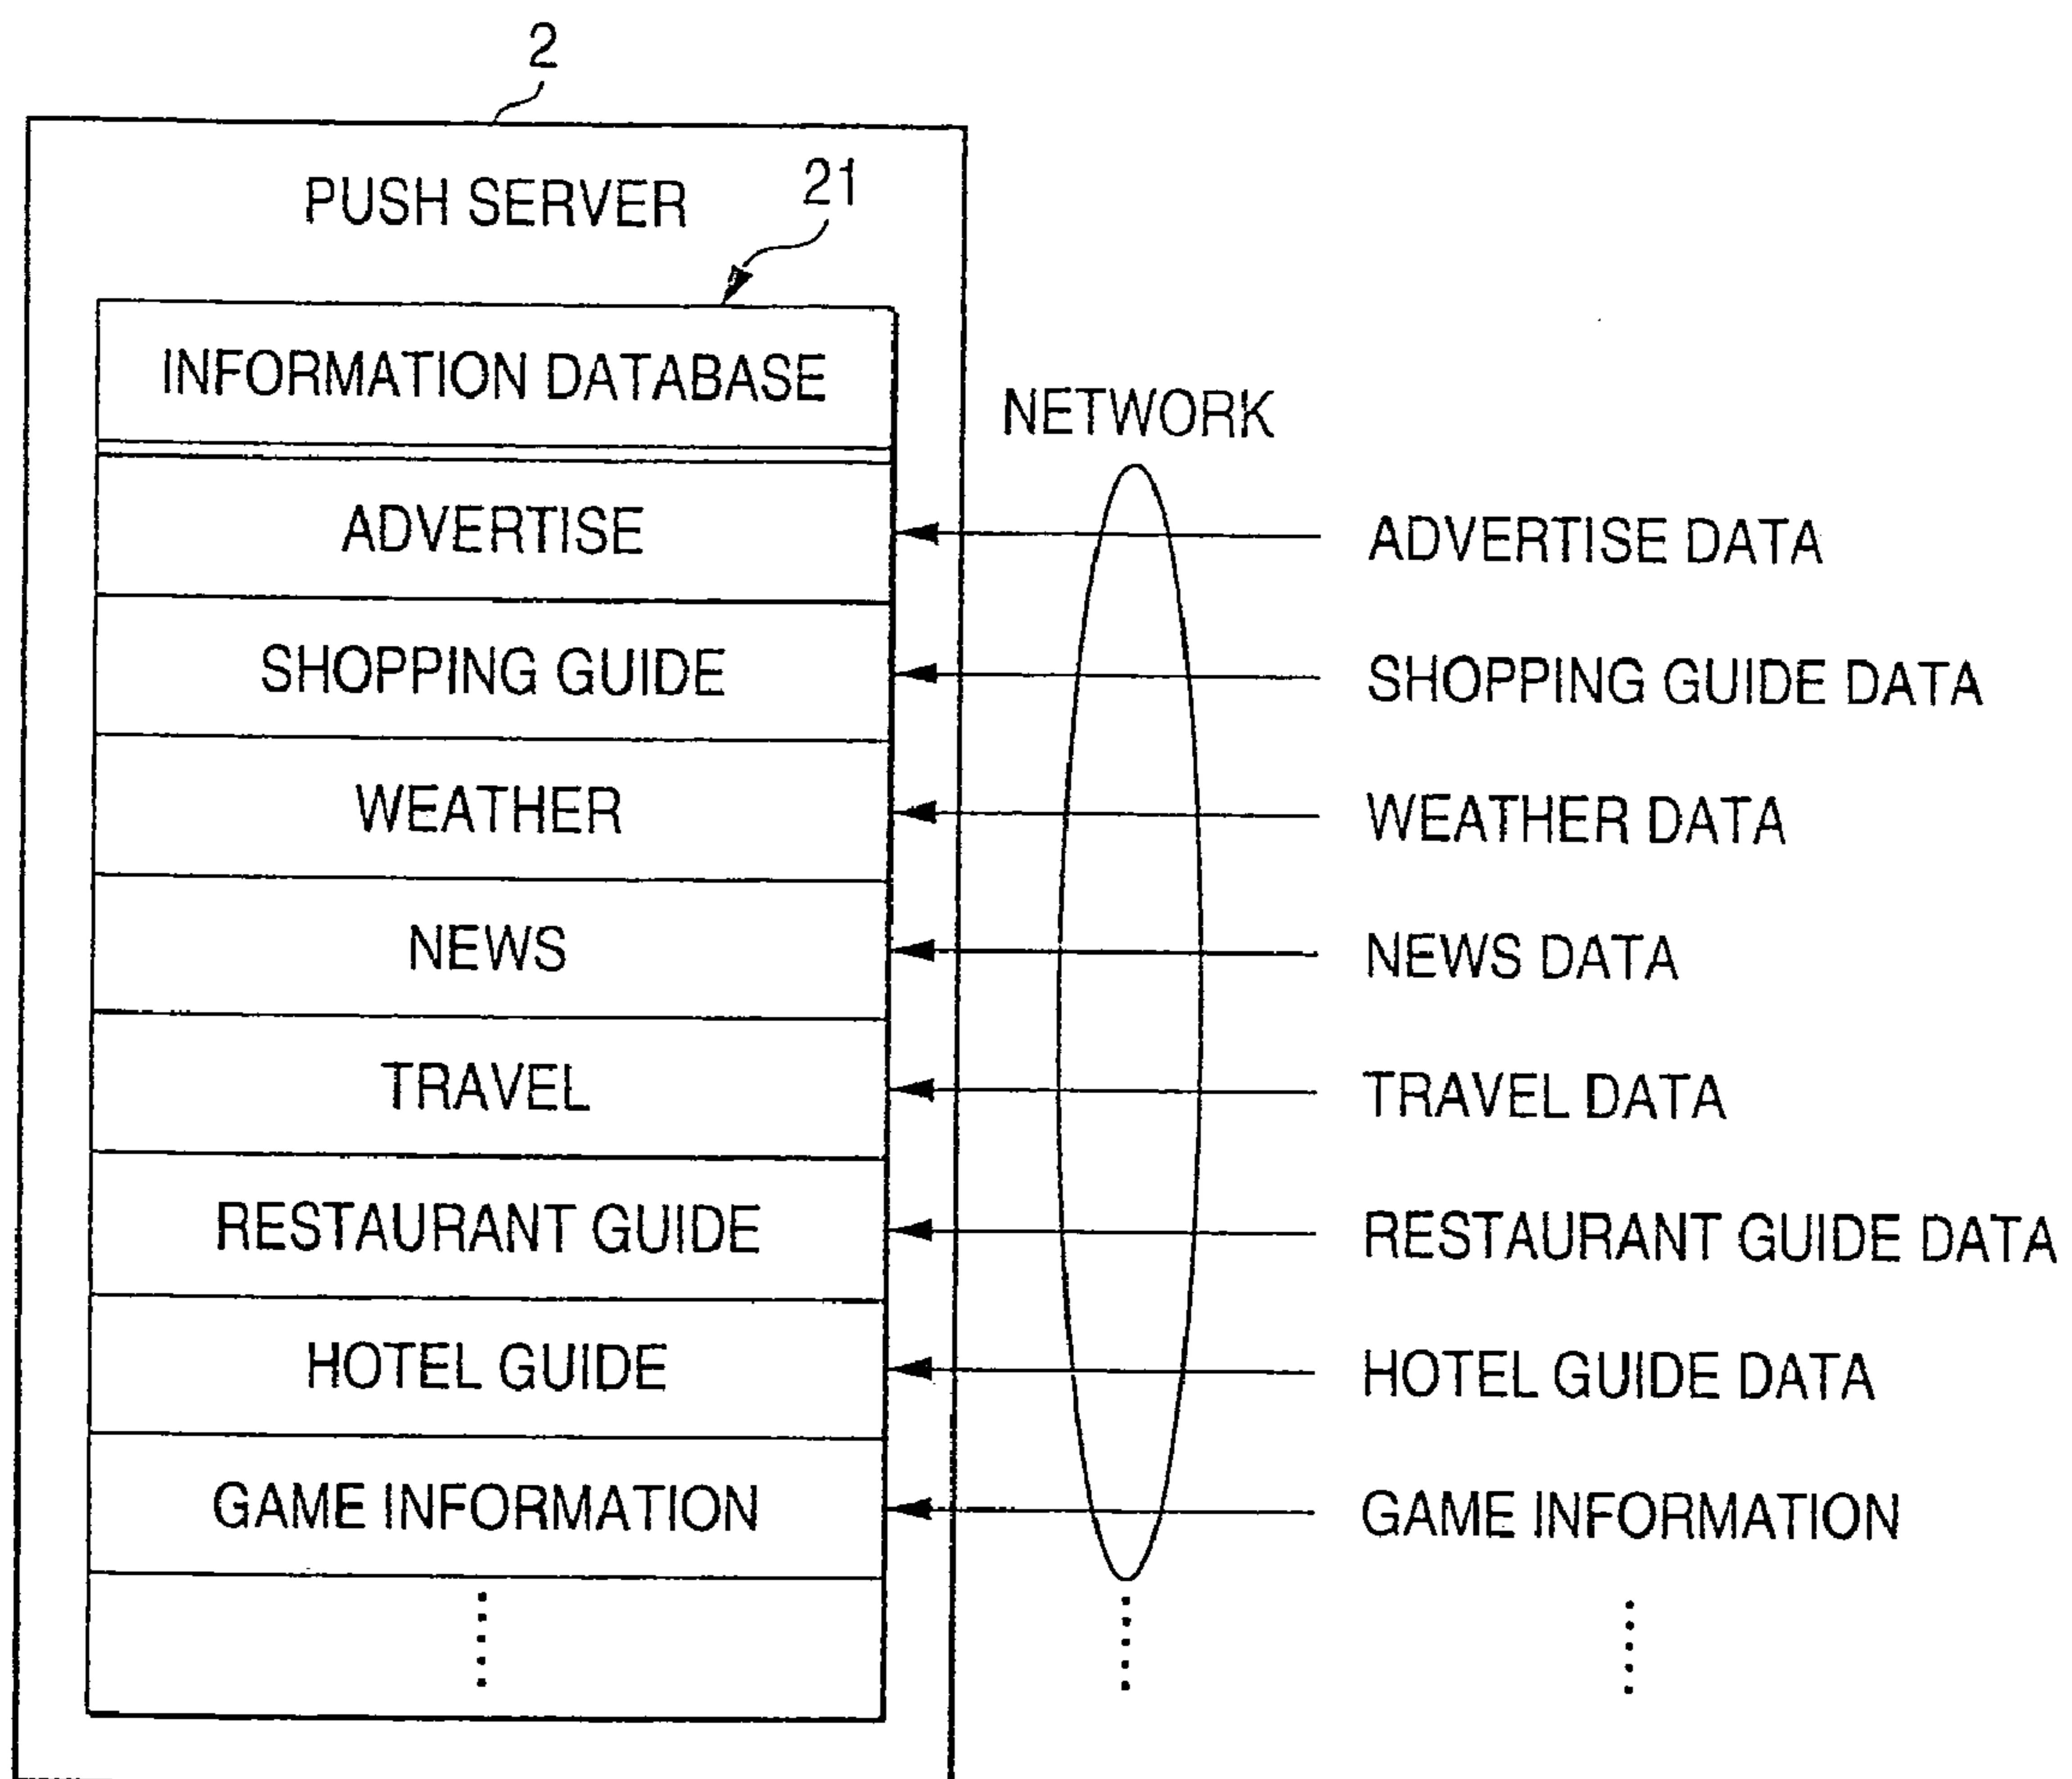 2
PUSH SERVER
21
INFORMATION DATABASE
NETWORK
ADVERTISE
ADVERTISE DATA
SHOPPING GUIDE
SHOPPING GUIDE DATA
WEATHER
WEATHER DATA
NEWS
NEWS DATA
TRAVEL
TRAVEL DATA
RESTAURANT GUIDE
RESTAURANT GUIDE DATA
HOTEL GUIDE
HOTEL GUIDE DATA
GAME INFORMATION
GAME INFORMATION